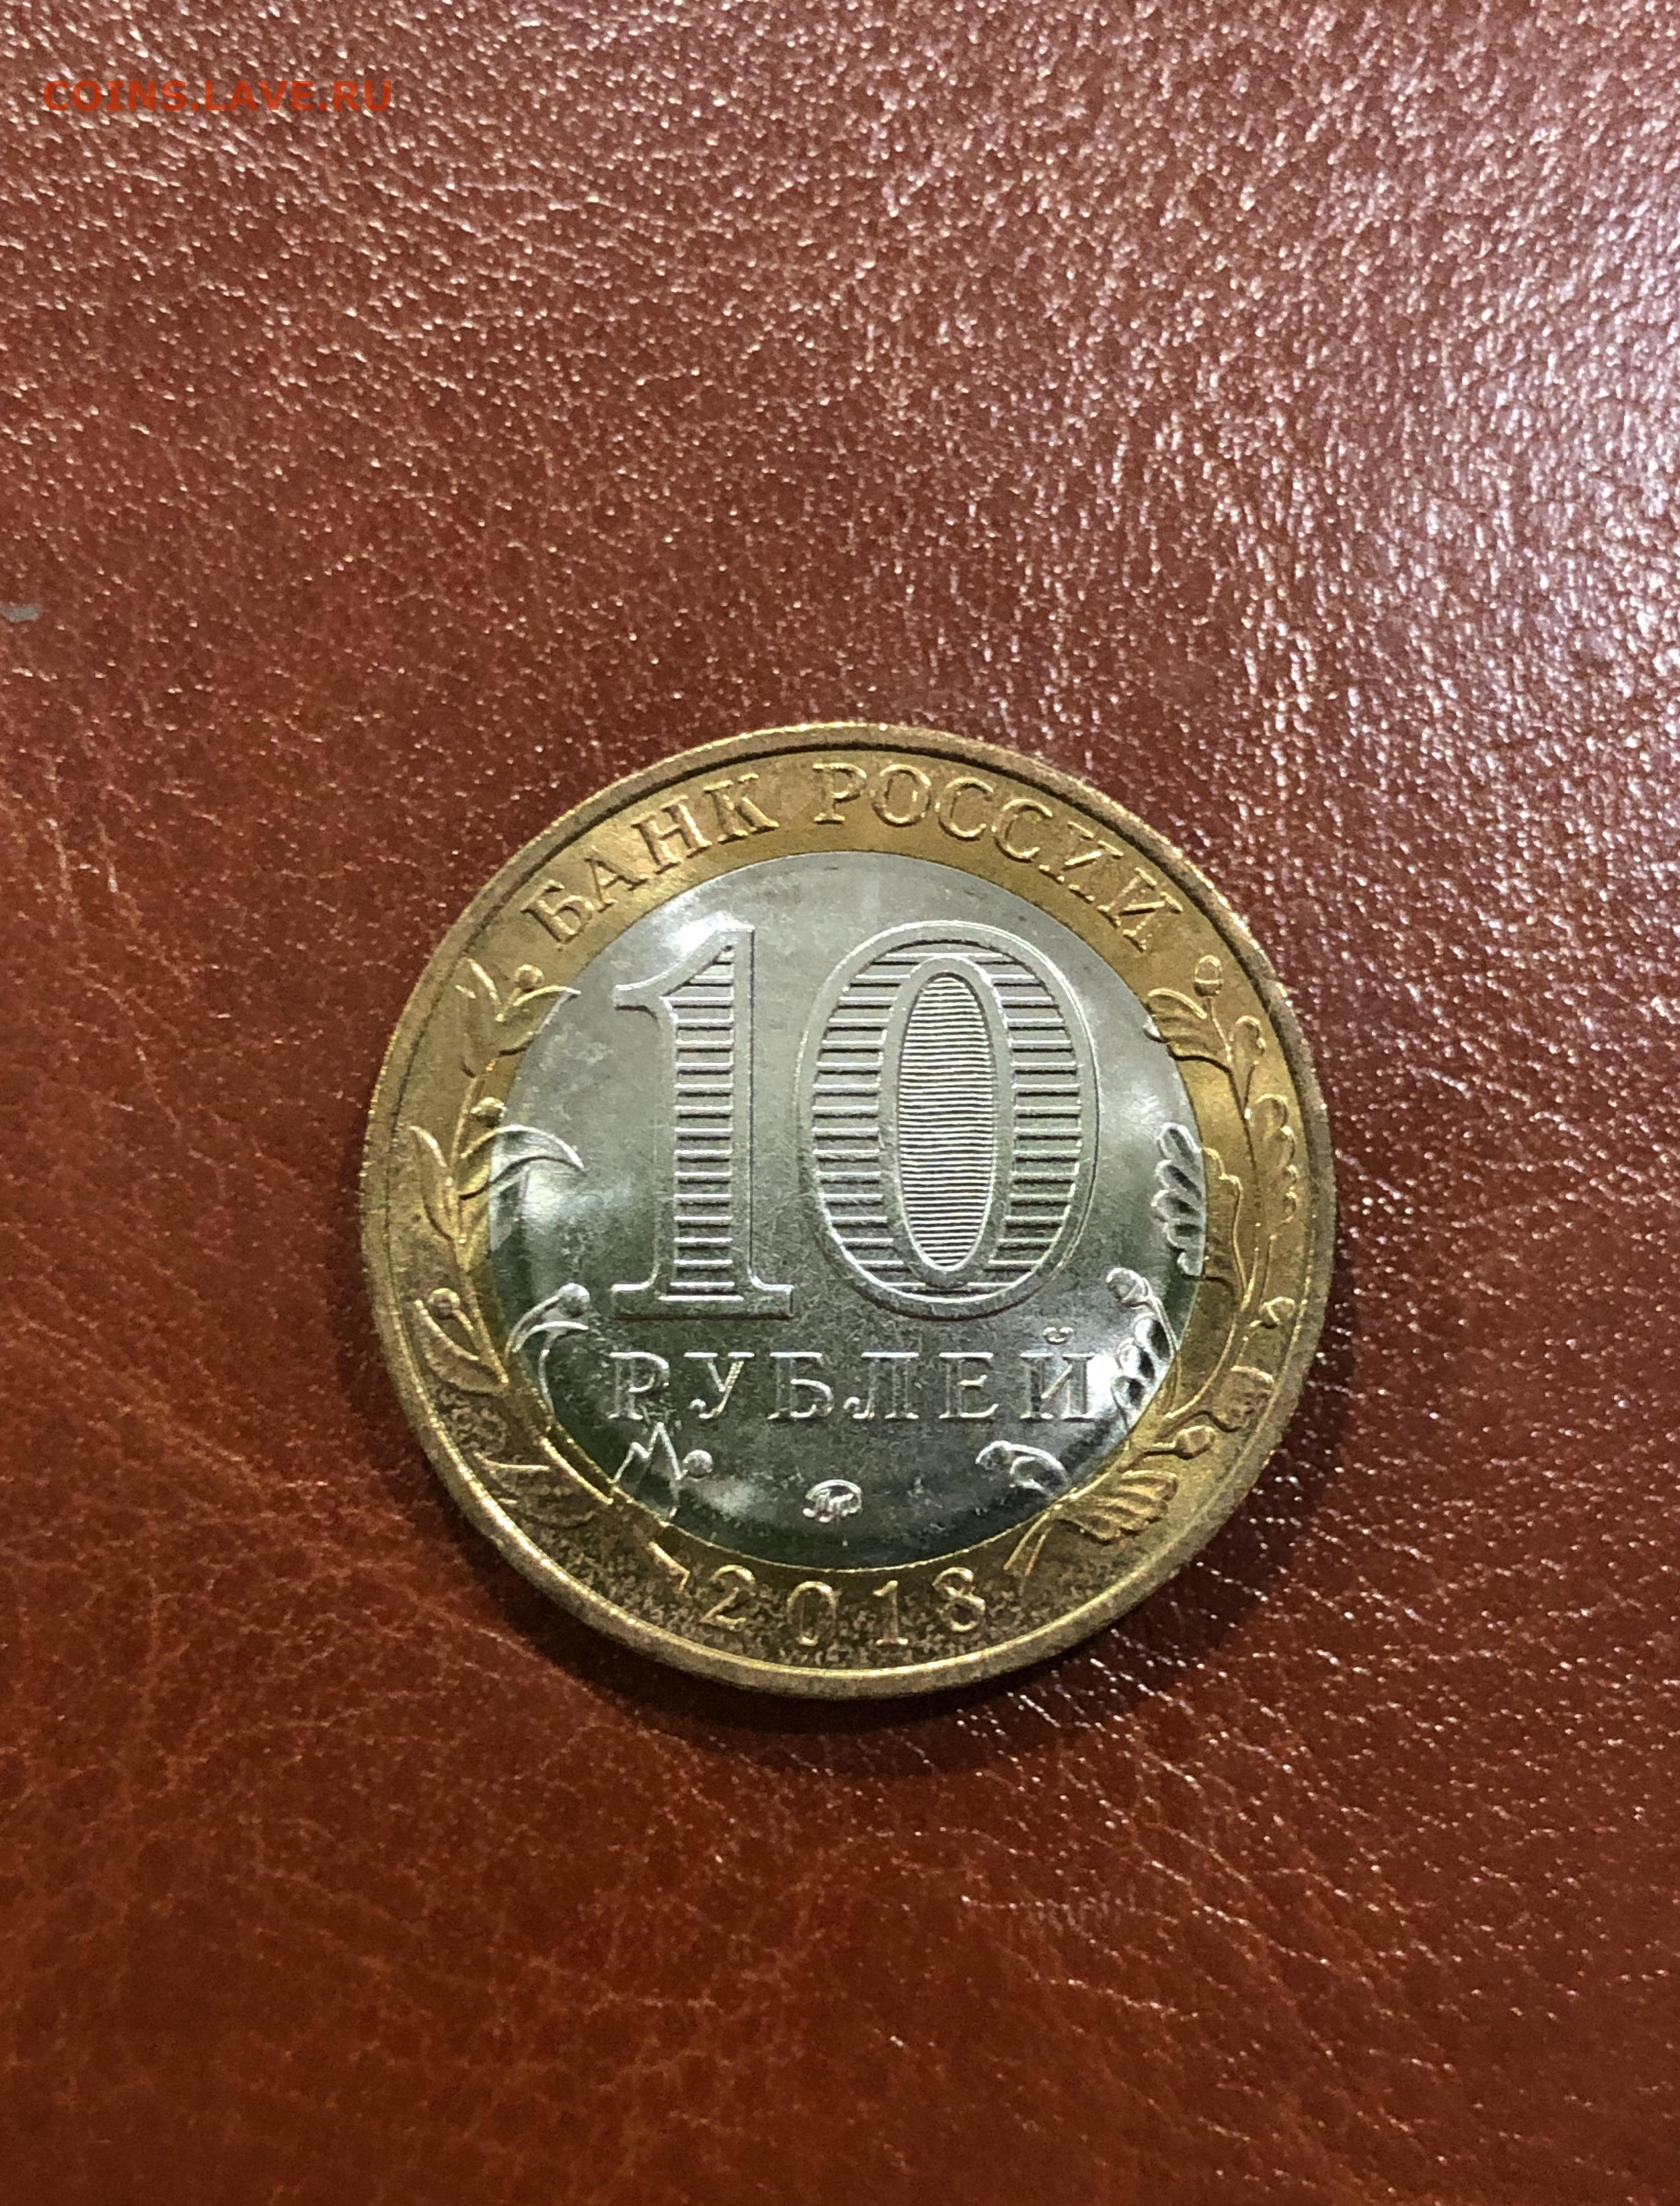 COINS.LAVE.RU
БАНК РОССИИ
10
РУБЛЕЙ
2018